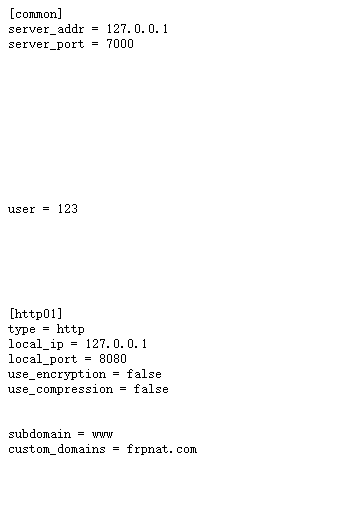 [common]
server_addr = 127.0.0.1
server_port = 7000
user = 123
[http01]
type = http
local_ip = 127.0.0.1
local_port = 8080
use_encryption = false
use_compression = false
subdomain = www
custom_domains = frpnat.com